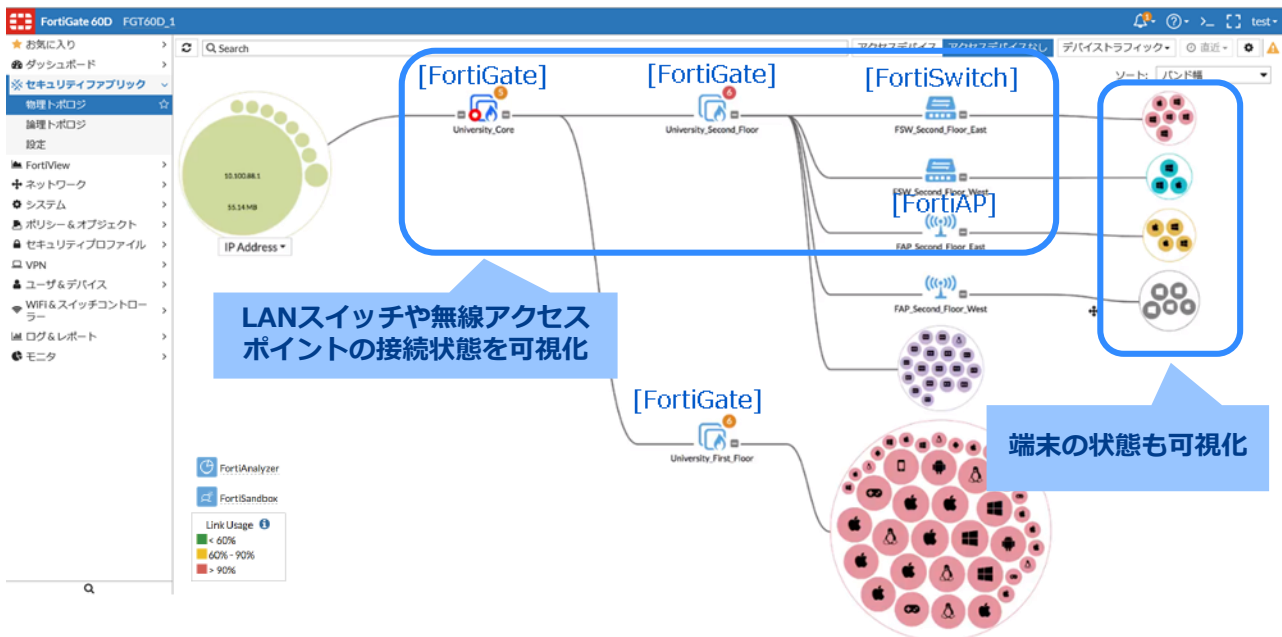 FortiGate 60D FGT60D_1
test
お気に入り
ダッシュボード
セキュリティファブリック
物理トポロジ
論理トポロジ
設定
FortiView
ネットワーク
システム
ポリシー&オブジェクト
セキュリティプロファイル
VPN
ユーザ&デバイス
WiFi&スイッチコントロー
ラー
ログ&レポート
モニタ
Search
アクセスデバイス アクセスデバイスなし デバイストラフィック 直近
ソート: バンド幅
[FortiGate] [FortiGate] [FortiSwitch]
5 6
University_Core University_Second_Floor FSW_Second_Floor_East
10.100.88.1
55.14 MB
IP Address
FSW_Second_Floor_West
[FortiAP]
FAP_Second_Floor_East
FAP_Second_Floor_West
LANスイッチや無線アクセス
ポイントの接続状態を可視化
[FortiGate]
6
University_First_Floor
端末の状態も可視化
FortiAnalyzer
FortiSandbox
Link Usage
< 60%
60% - 90%
> 90%